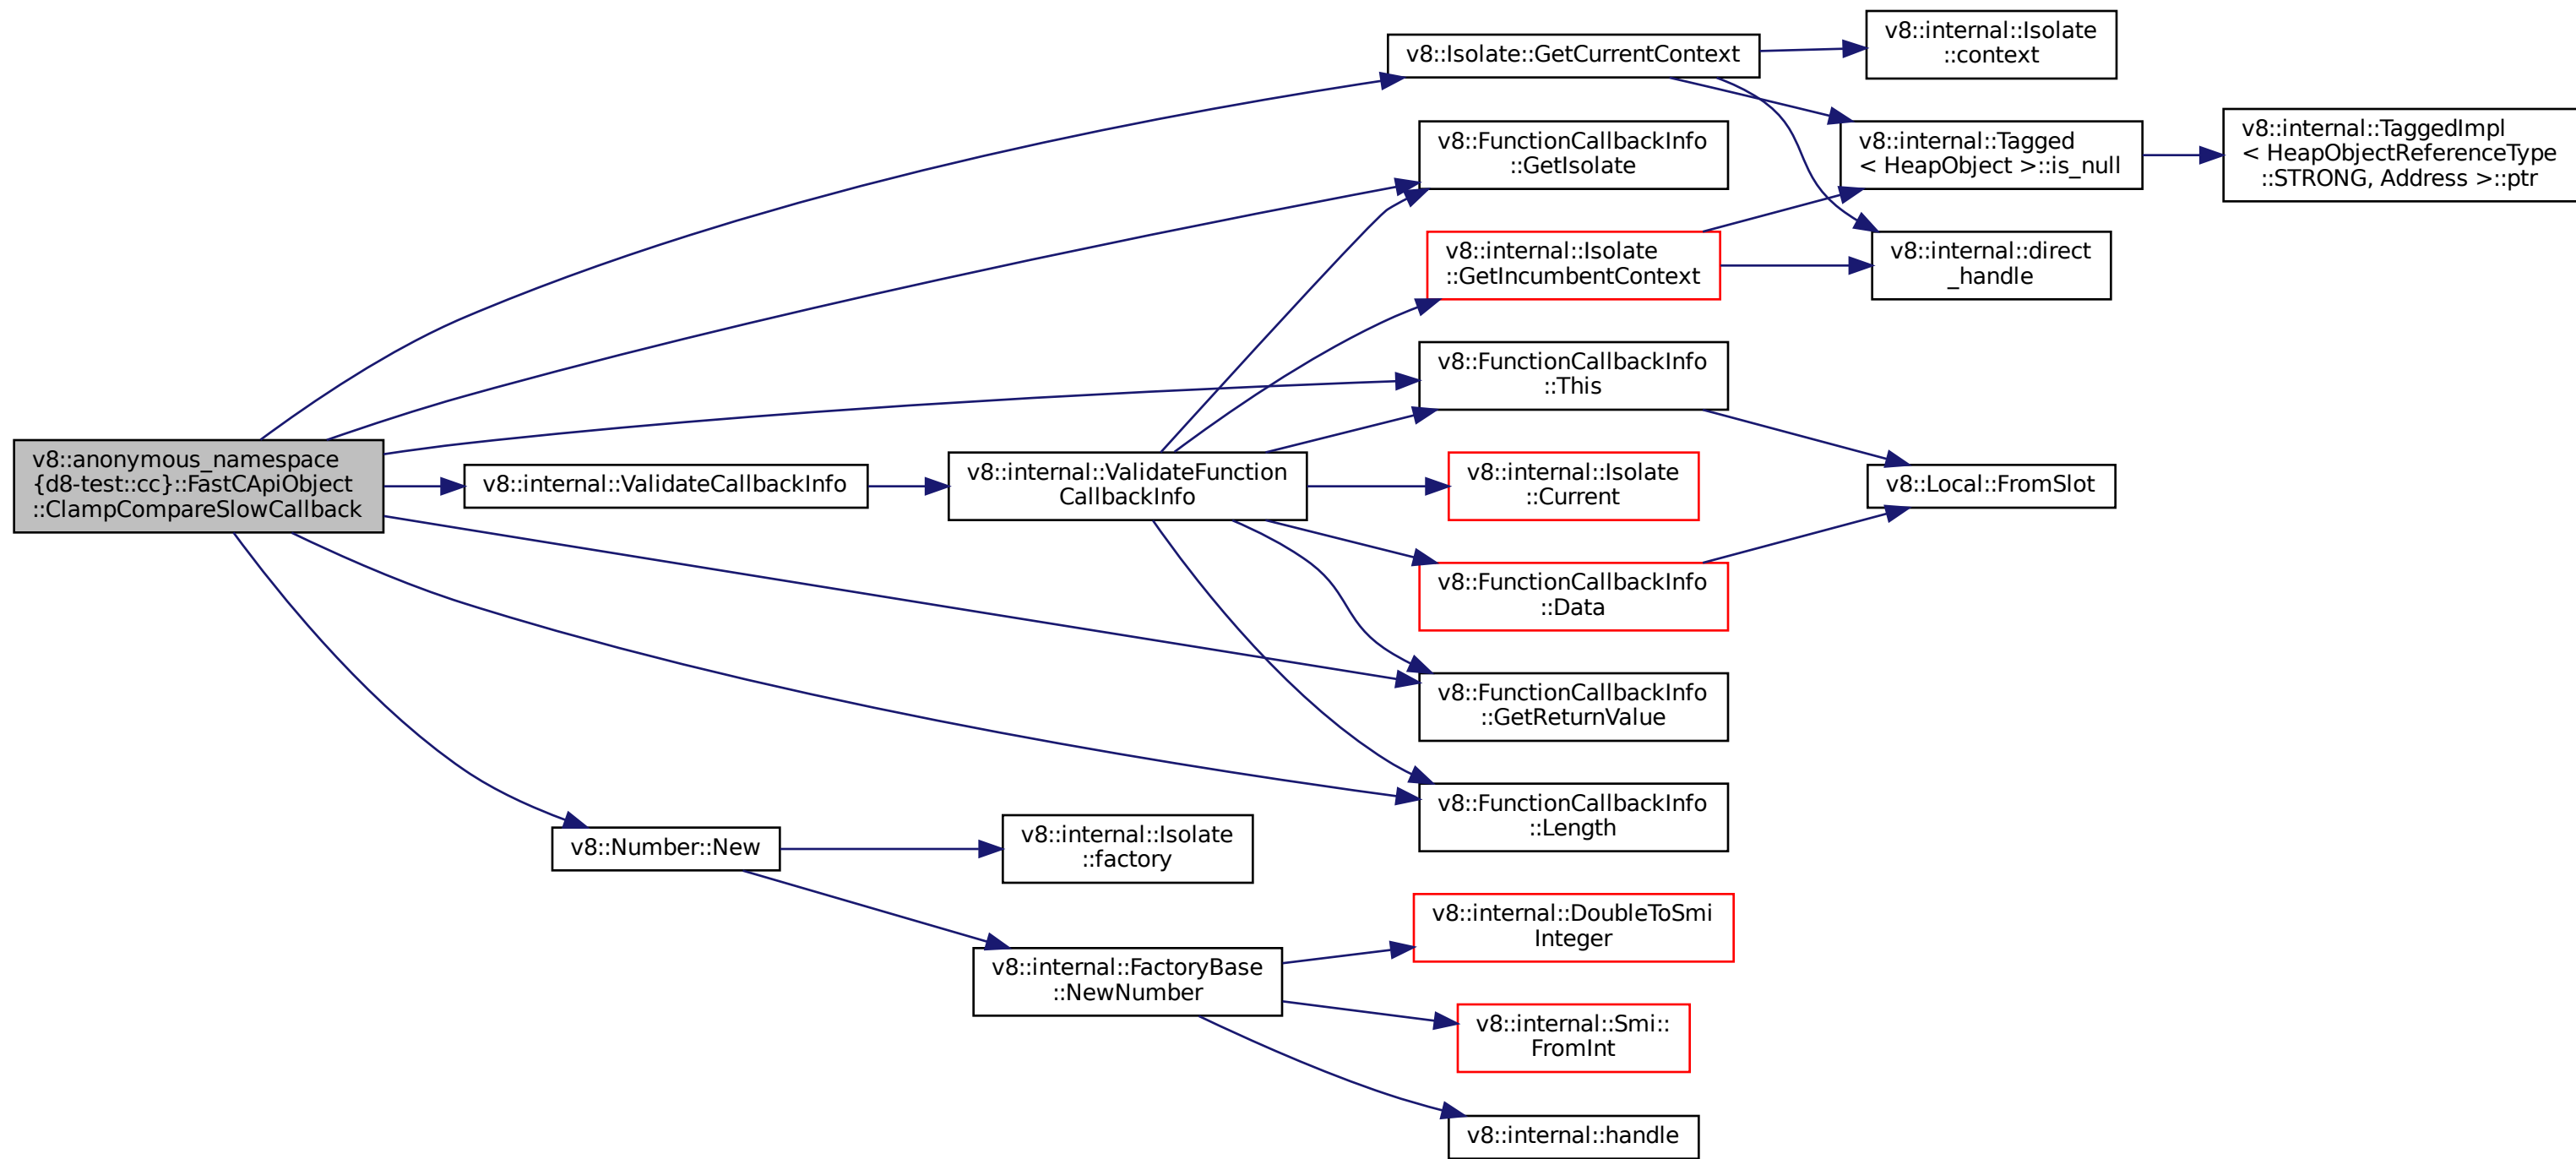 v8::anonymous_namespace
{d8-test::cc}::FastCApiObject
::ClampCompareSlowCallback
v8::internal::ValidateCallbackInfo
v8::Number::New
v8::internal::ValidateFunction
CallbackInfo
v8::internal::Isolate
::factory
v8::internal::FactoryBase
::NewNumber
v8::Isolate::GetCurrentContext
v8::FunctionCallbackInfo
::GetIsolate
v8::internal::Isolate
::GetIncumbentContext
v8::FunctionCallbackInfo
::This
v8::internal::Isolate
::Current
v8::FunctionCallbackInfo
::Data
v8::FunctionCallbackInfo
::GetReturnValue
v8::FunctionCallbackInfo
::Length
v8::internal::DoubleToSmi
Integer
v8::internal::Smi::
FromInt
v8::internal::handle
v8::internal::Isolate
::context
v8::internal::Tagged
< HeapObject >::is_null
v8::internal::direct
_handle
v8::Local::FromSlot
v8::internal::TaggedImpl
< HeapObjectReferenceType
::STRONG, Address >::ptr